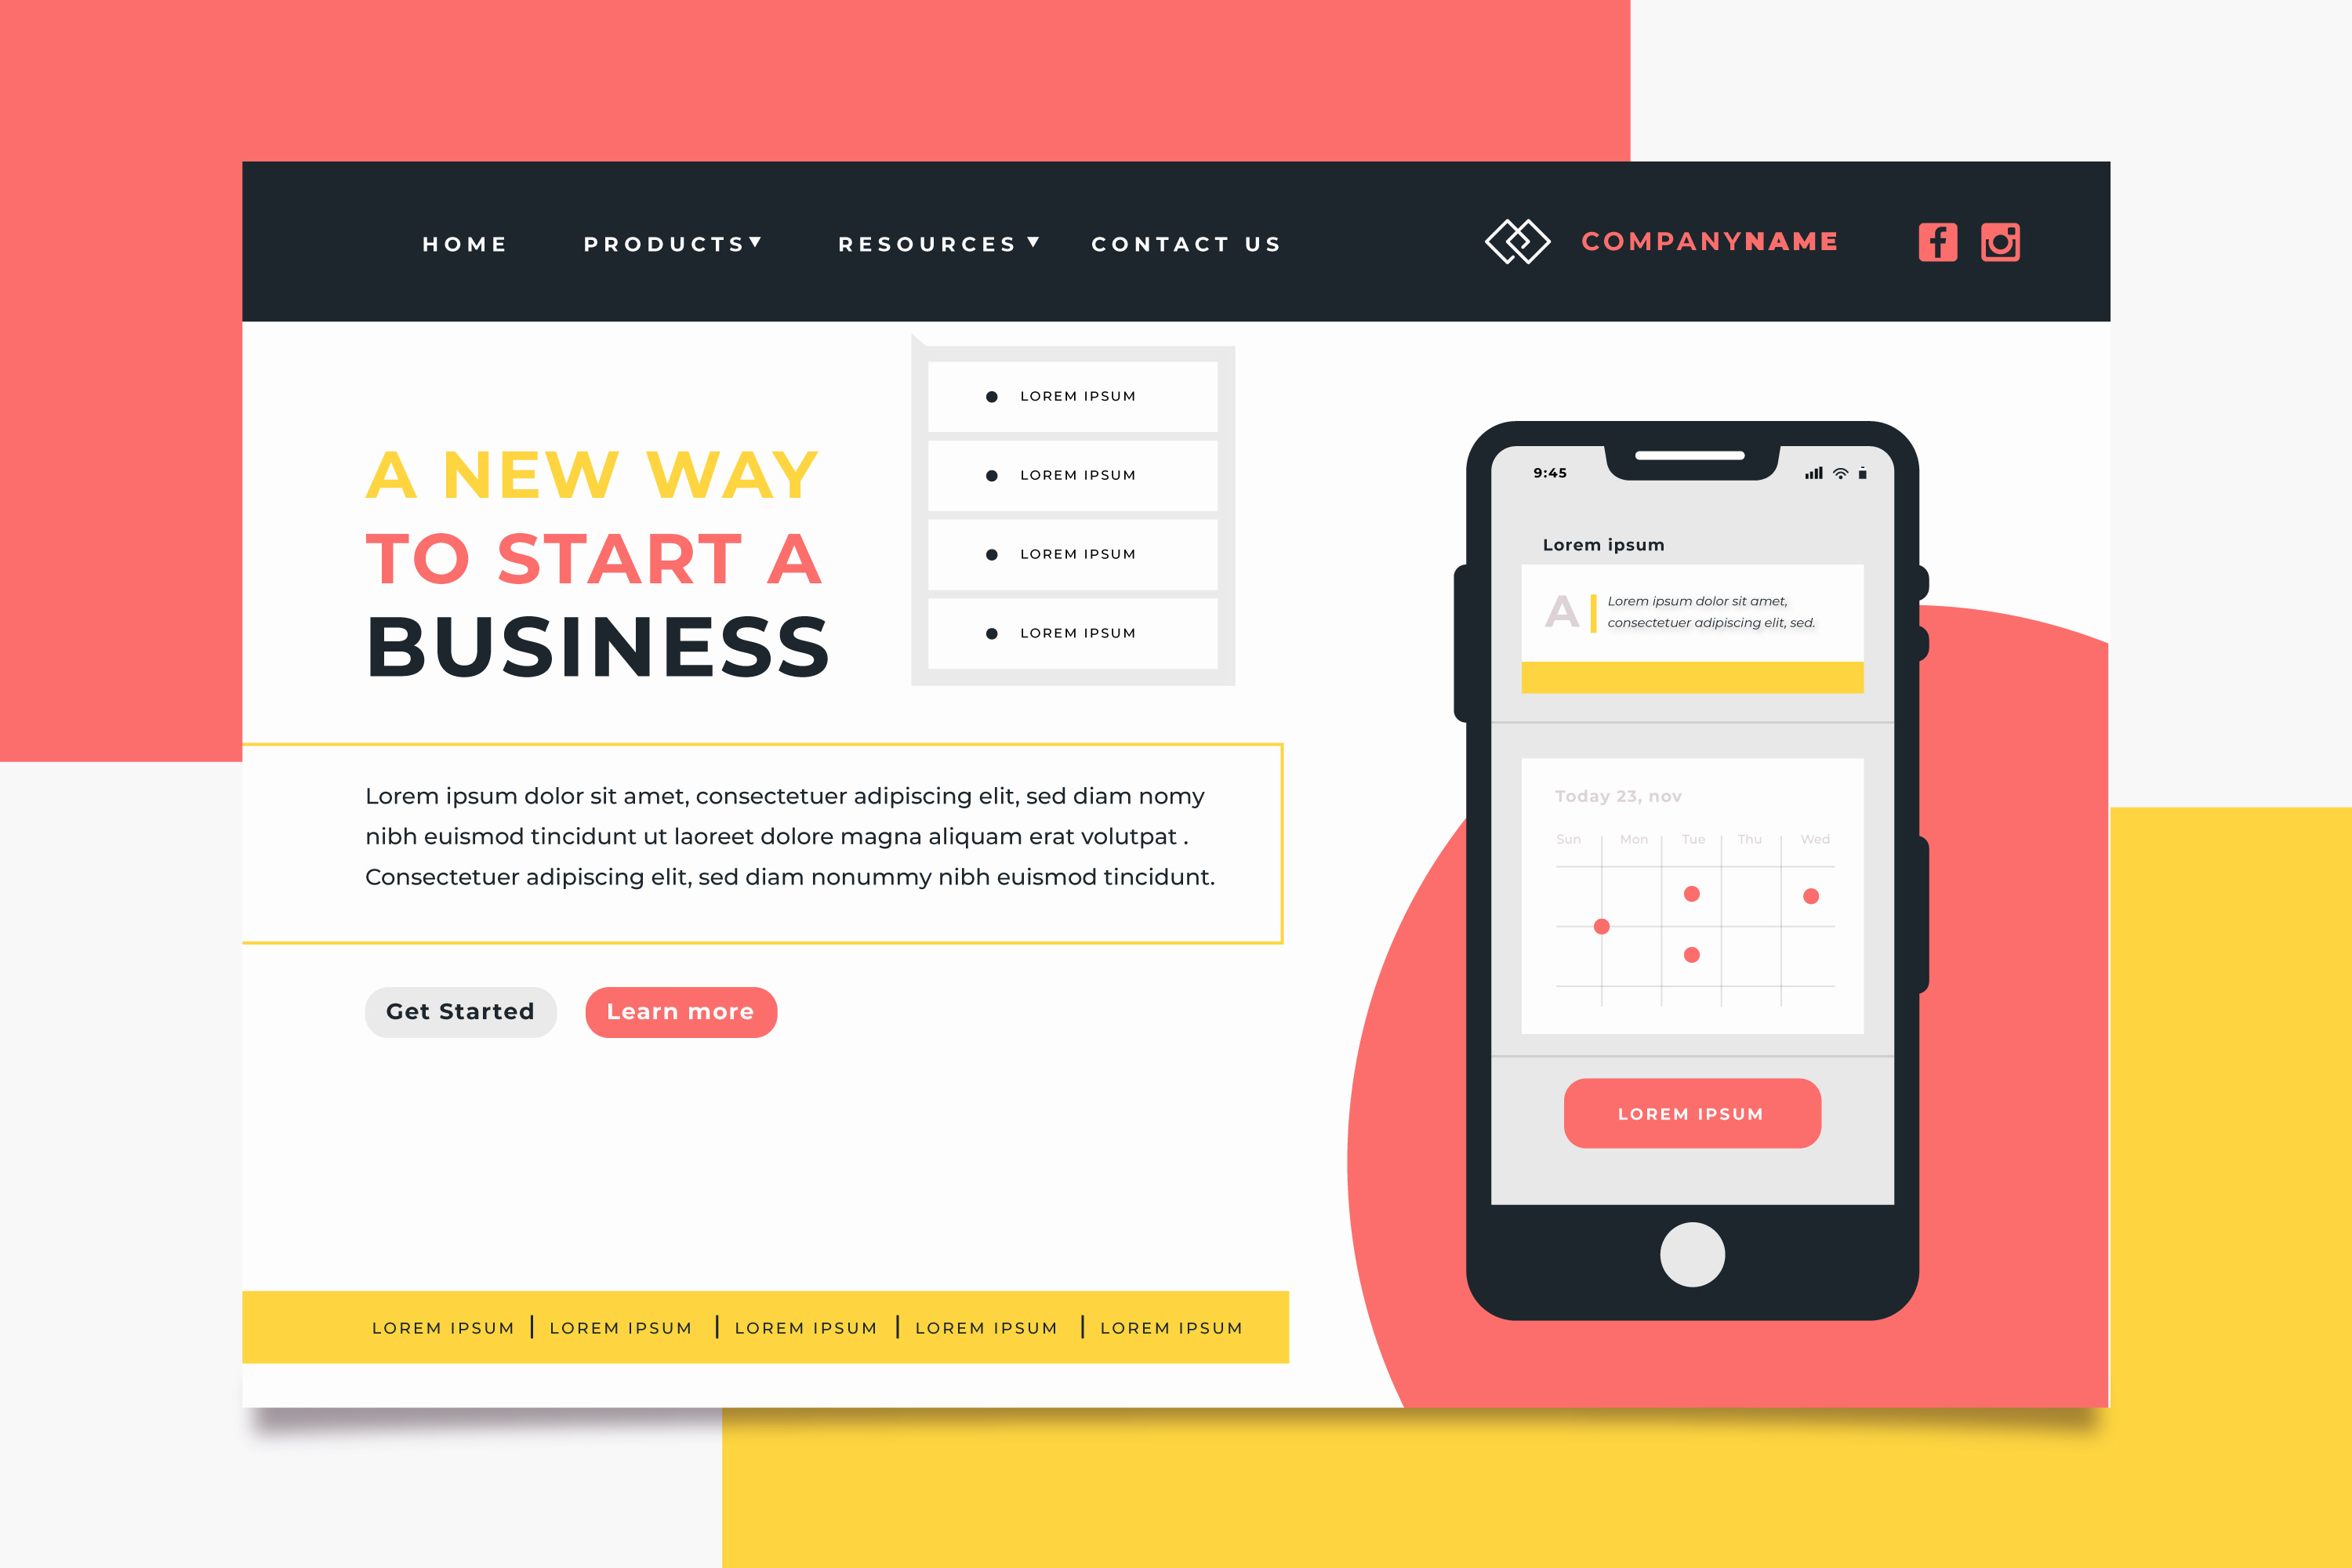 HOME PRODUCTS RESOURCES CONTACT US COMPANYNAME
LOREM IPSUM
LOREM IPSUM
LOREM IPSUM
LOREM IPSUM
A NEW WAY
TO START A
BUSINESS
Lorem ipsum dolor sit amet, consectetuer adipiscing elit, sed diam nomy
nibh euismod tincidunt ut laoreet dolore magna aliquam erat volutpat .
Consectetuer adipiscing elit, sed diam nonummy nibh euismod tincidunt.
Get Started Learn more
LOREM IPSUM | LOREM IPSUM | LOREM IPSUM | LOREM IPSUM | LOREM IPSUM
9:45
Lorem ipsum
A
Lorem ipsum dolor sit amet,
consectetuer adipiscing elit, sed.
Today 23, nov
Sun Mon Tue Thu Wed
LOREM IPSUM